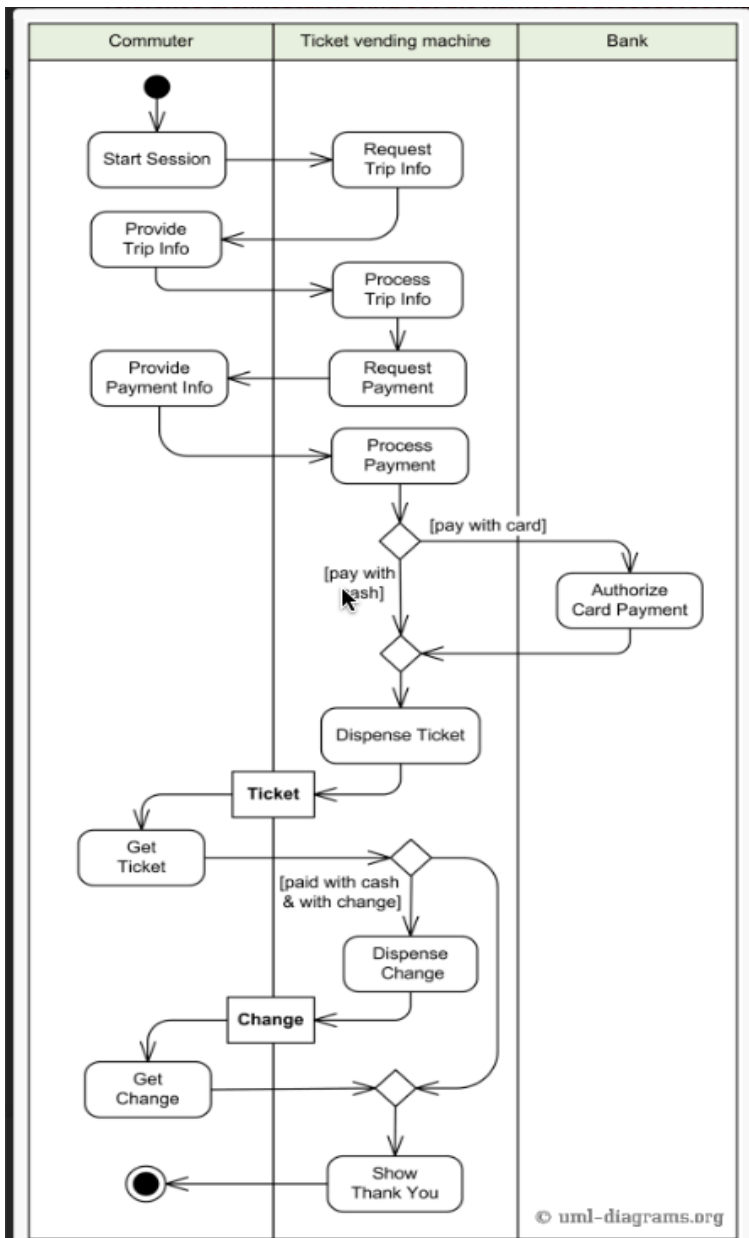 Commuter
Ticket vending machine
Bank
Start Session
Request
Trip Info
Provide
Trip Info
Process
Trip Info
Provide
Payment Info
Request
Payment
Process
Payment
[pay with card]
[pay with
ash]
Authorize
Card Payment
Dispense Ticket
Ticket
Get
Ticket
[paid with cash
& with change]
Dispense
Change
Change
Get
Change
Show
Thank You
© uml-diagrams.org